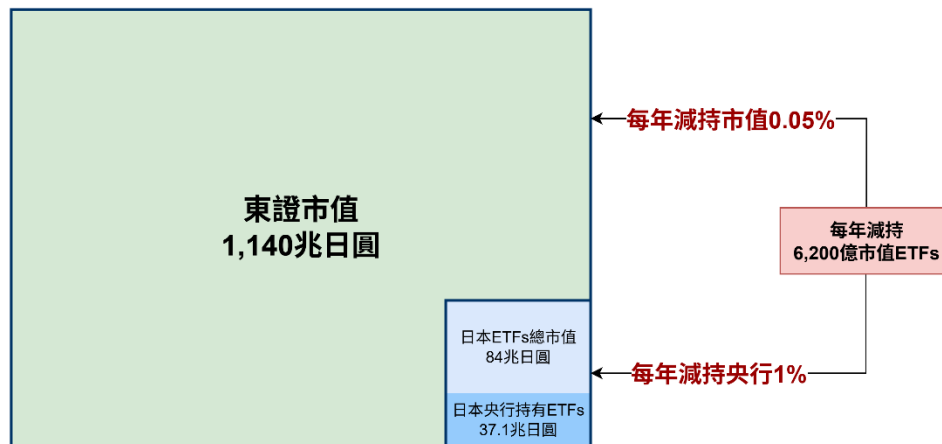 每年減持市值0.05%
東證市值
1,140兆日圓
每年減持
6,200億市值ETFs
日本ETFs總市值
84兆日圓
每年減持央行1%
日本央行持有ETFs
37.1兆日圓